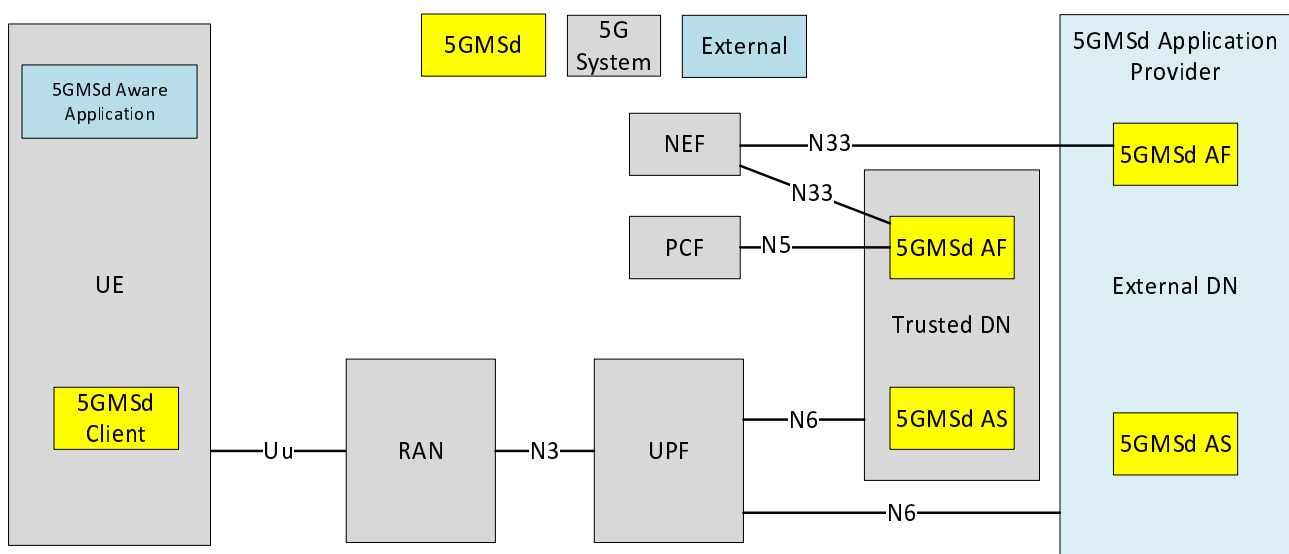 5GMSd
5G
System
External
5GMSd Application
Provider
5GMSd Aware
Application
NEF
N33
5GMSd AF
N33
PCF
N5
5GMSd AF
UE
External DN
Trusted DN
5GMSd
Client
N6
5GMSd AS
5GMSd AS
Uu
RAN
N3
UPF
N6